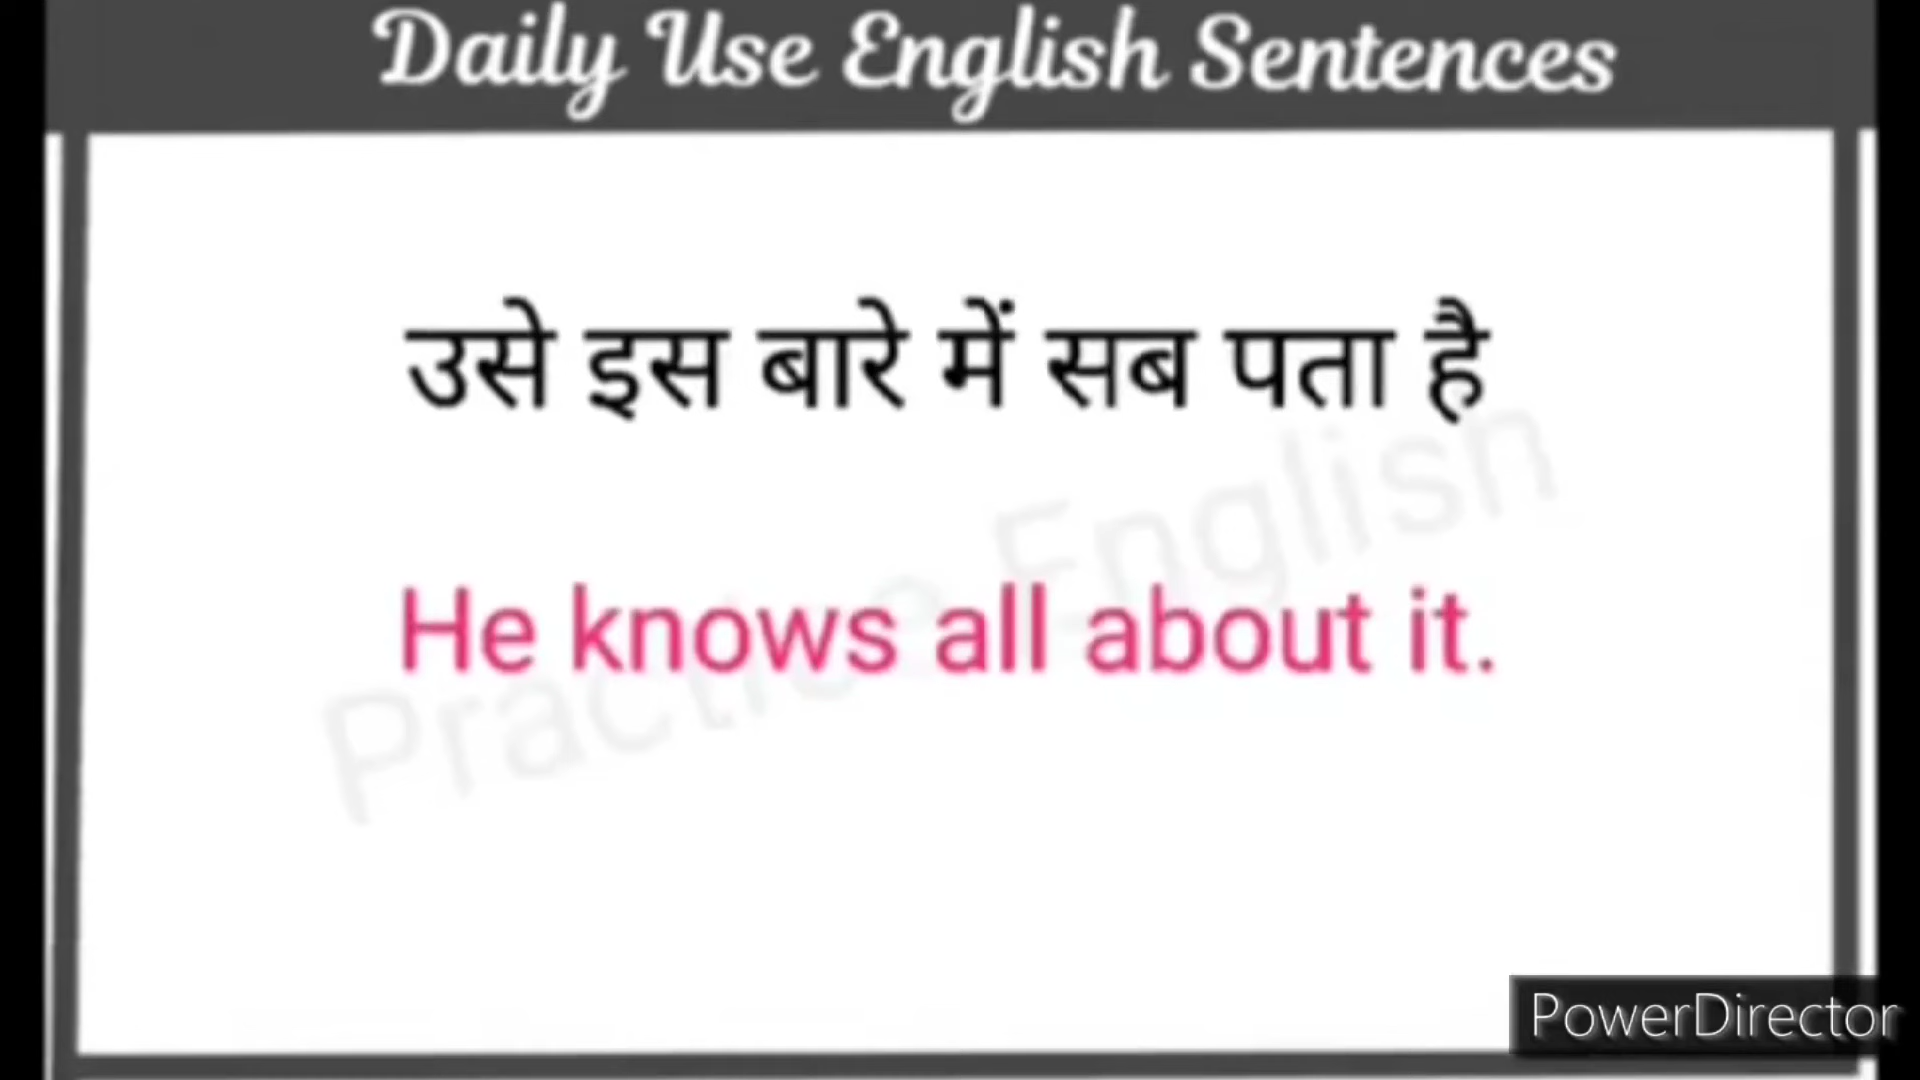 Daily Use English Sentences
उसे इस बारे में सब पता है
He knows all about it.
Practice English
PowerDirector